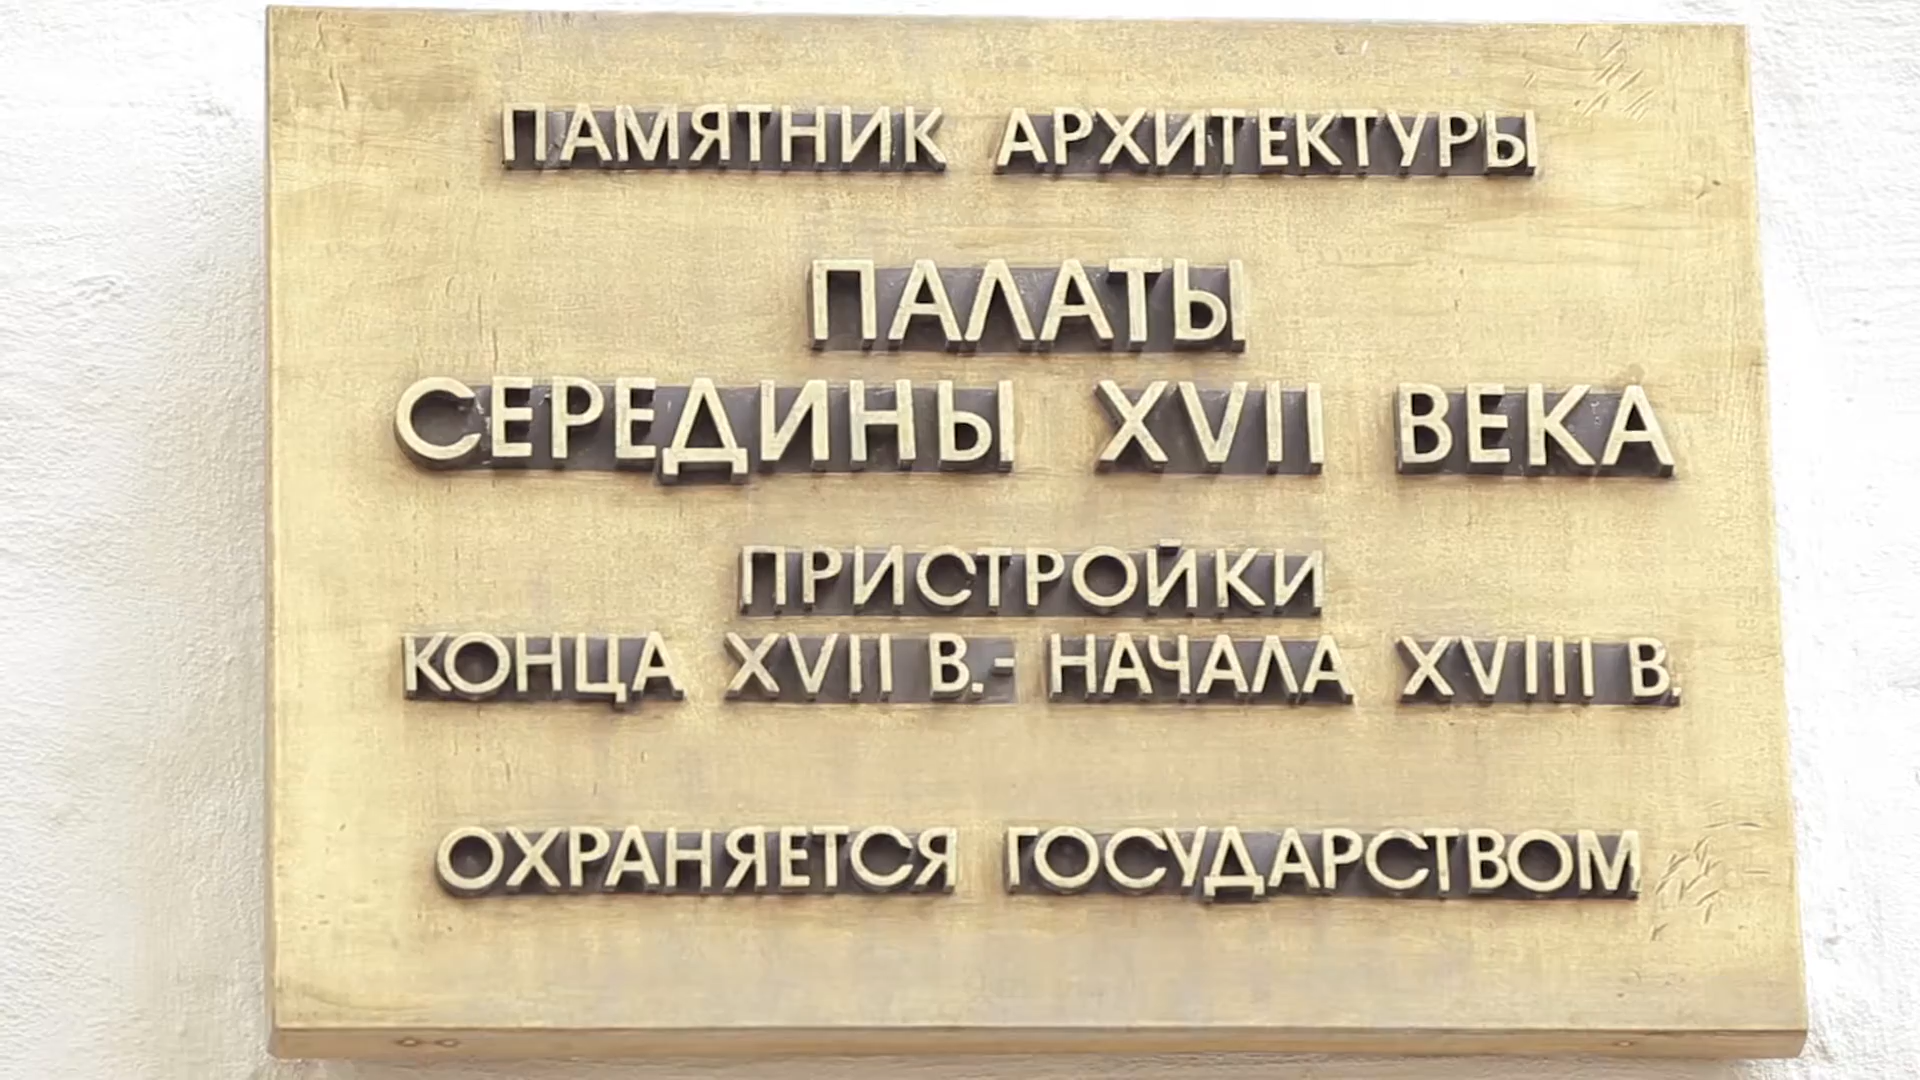 ПАМЯТНИК АРХИТЕКТУРЫ
ПАЛАТЫ
СЕРЕДИНЫ XVII ВЕКА
ПРИСТРОЙКИ
КОНЦА XVII В.- НАЧАЛА XVIII В.
ОХРАНЯЕТСЯ ГОСУДАРСТВОМ